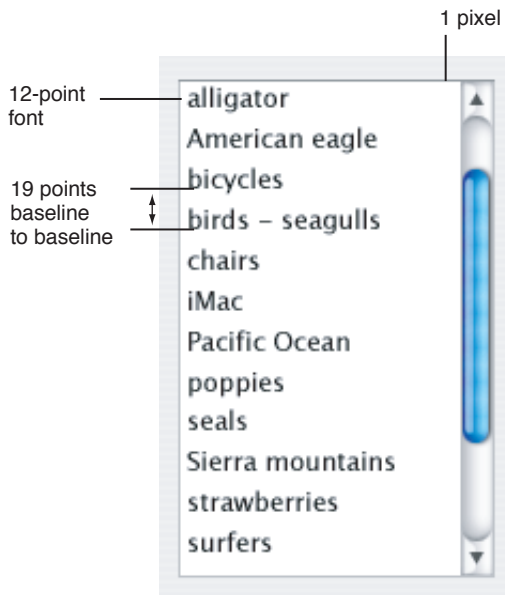 1 pixel
12-point
font
19 points
baseline
to baseline
alligator
American eagle
bicycles
birds – seagulls
chairs
iMac
Pacific Ocean
poppies
seals
Sierra mountains
strawberries
surfers